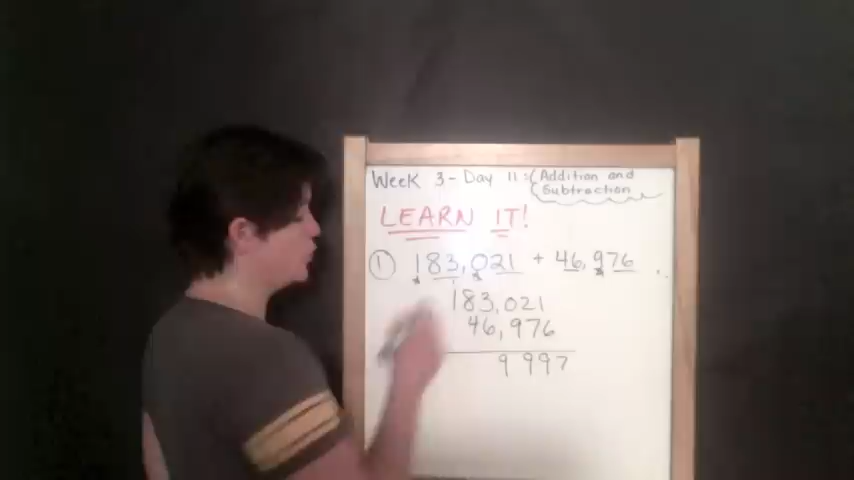 Week 3 - Day 11: Addition and
Subtraction
LEARN IT!
① 183,021 + 46,976
183,021
46,976
9 997